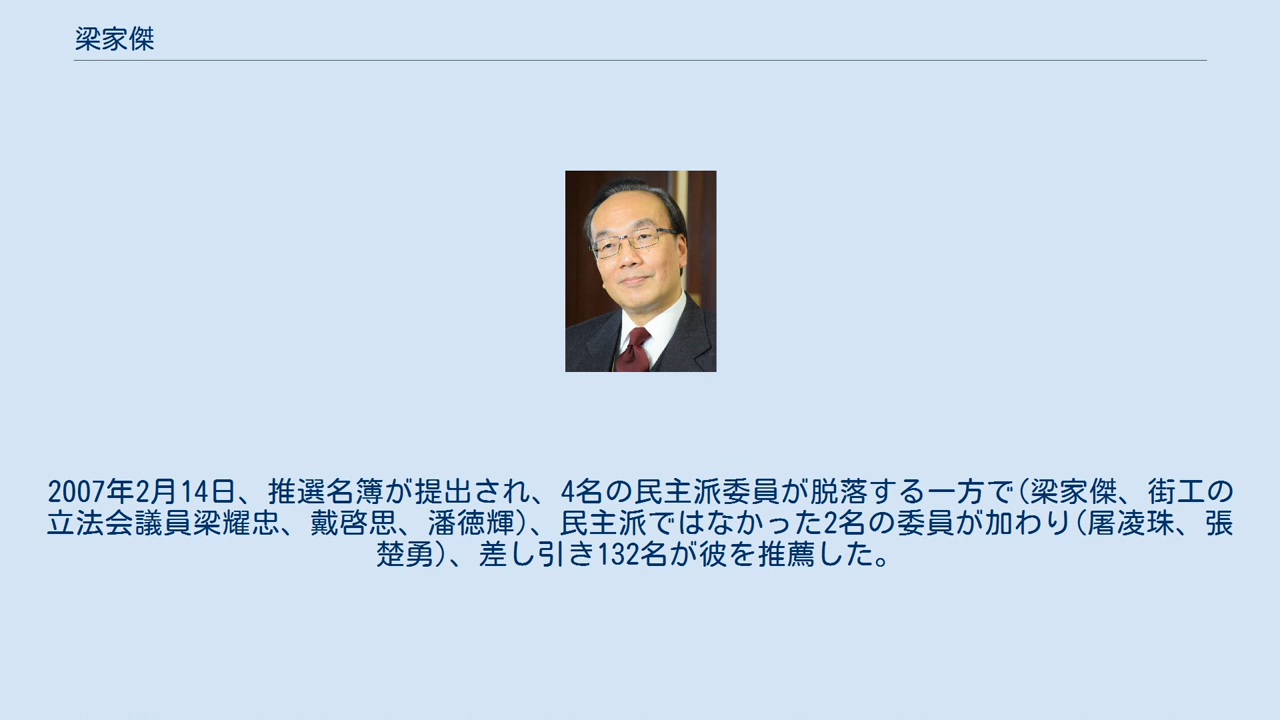 梁家傑
2007年2月14日、推選名簿が提出され、4名の民主派委員が脱落する一方で(梁家傑、街工の
立法会議員梁耀忠、戴啓思、潘徳輝)、民主派ではなかった2名の委員が加わり(屠凌珠、張
楚勇)、差し引き132名が彼を推薦した。